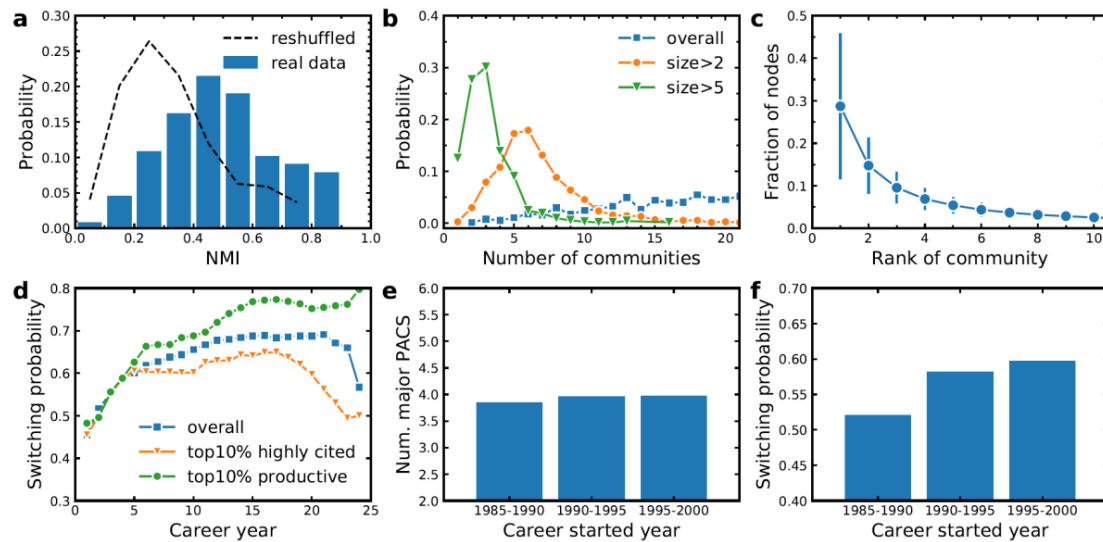 a
reshuffled
real data
Probability
0.30
0.25
0.20
0.15
0.10
0.05
0.00
0.0 0.2 0.4 0.6 0.8 1.0
NMI
b
overall
size>2
size>5
Probability
0.4
0.3
0.2
0.1
0.0
0 5 10 15 20
Number of communities
c
Fraction of nodes
0.5
0.4
0.3
0.2
0.1
0.0
0 2 4 6 8 10
Rank of community
d
overall
top10% highly cited
top10% productive
Switching probability
0.8
0.7
0.6
0.5
0.4
0.3
0 5 10 15 20 25
Career year
e
Num. major PACS
6.0
5.5
5.0
4.5
4.0
3.5
3.0
2.5
2.0
1985-1990 1990-1995 1995-2000
Career started year
f
Switching probability
0.70
0.65
0.60
0.55
0.50
0.45
0.40
1985-1990 1990-1995 1995-2000
Career started year